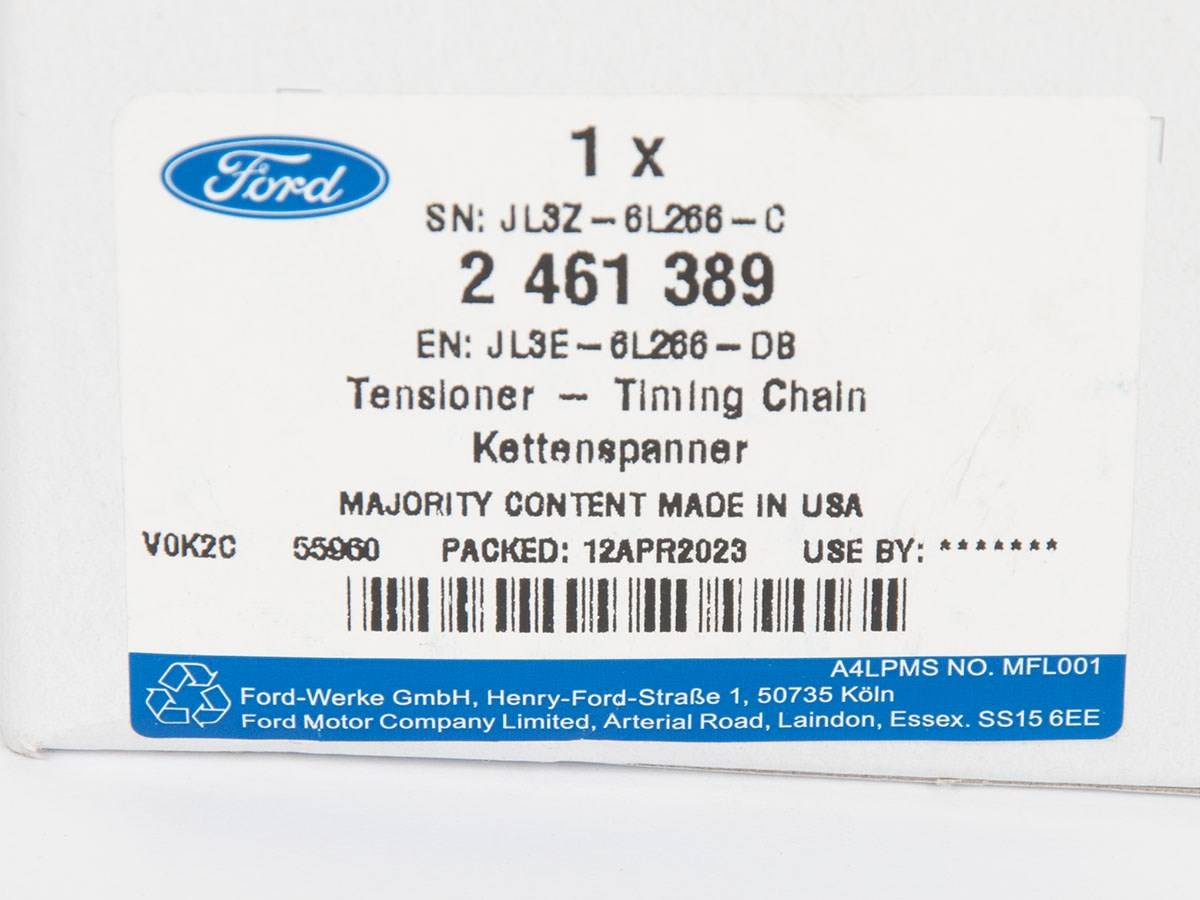 Ford
1 x
SN: JL3Z-6L266-C
2 461 389
EN: JL3E-6L266-DB
Tensioner - Timing Chain
Kettenspanner
MAJORITY CONTENT MADE IN USA
V0K2C 55960 PACKED: 12APR2023 USE BY: *******
A4LPMS NO. MFL001
Ford-Werke GmbH, Henry-Ford-Straße 1, 50735 Köln
Ford Motor Company Limited, Arterial Road, Laindon, Essex. SS15 6EE